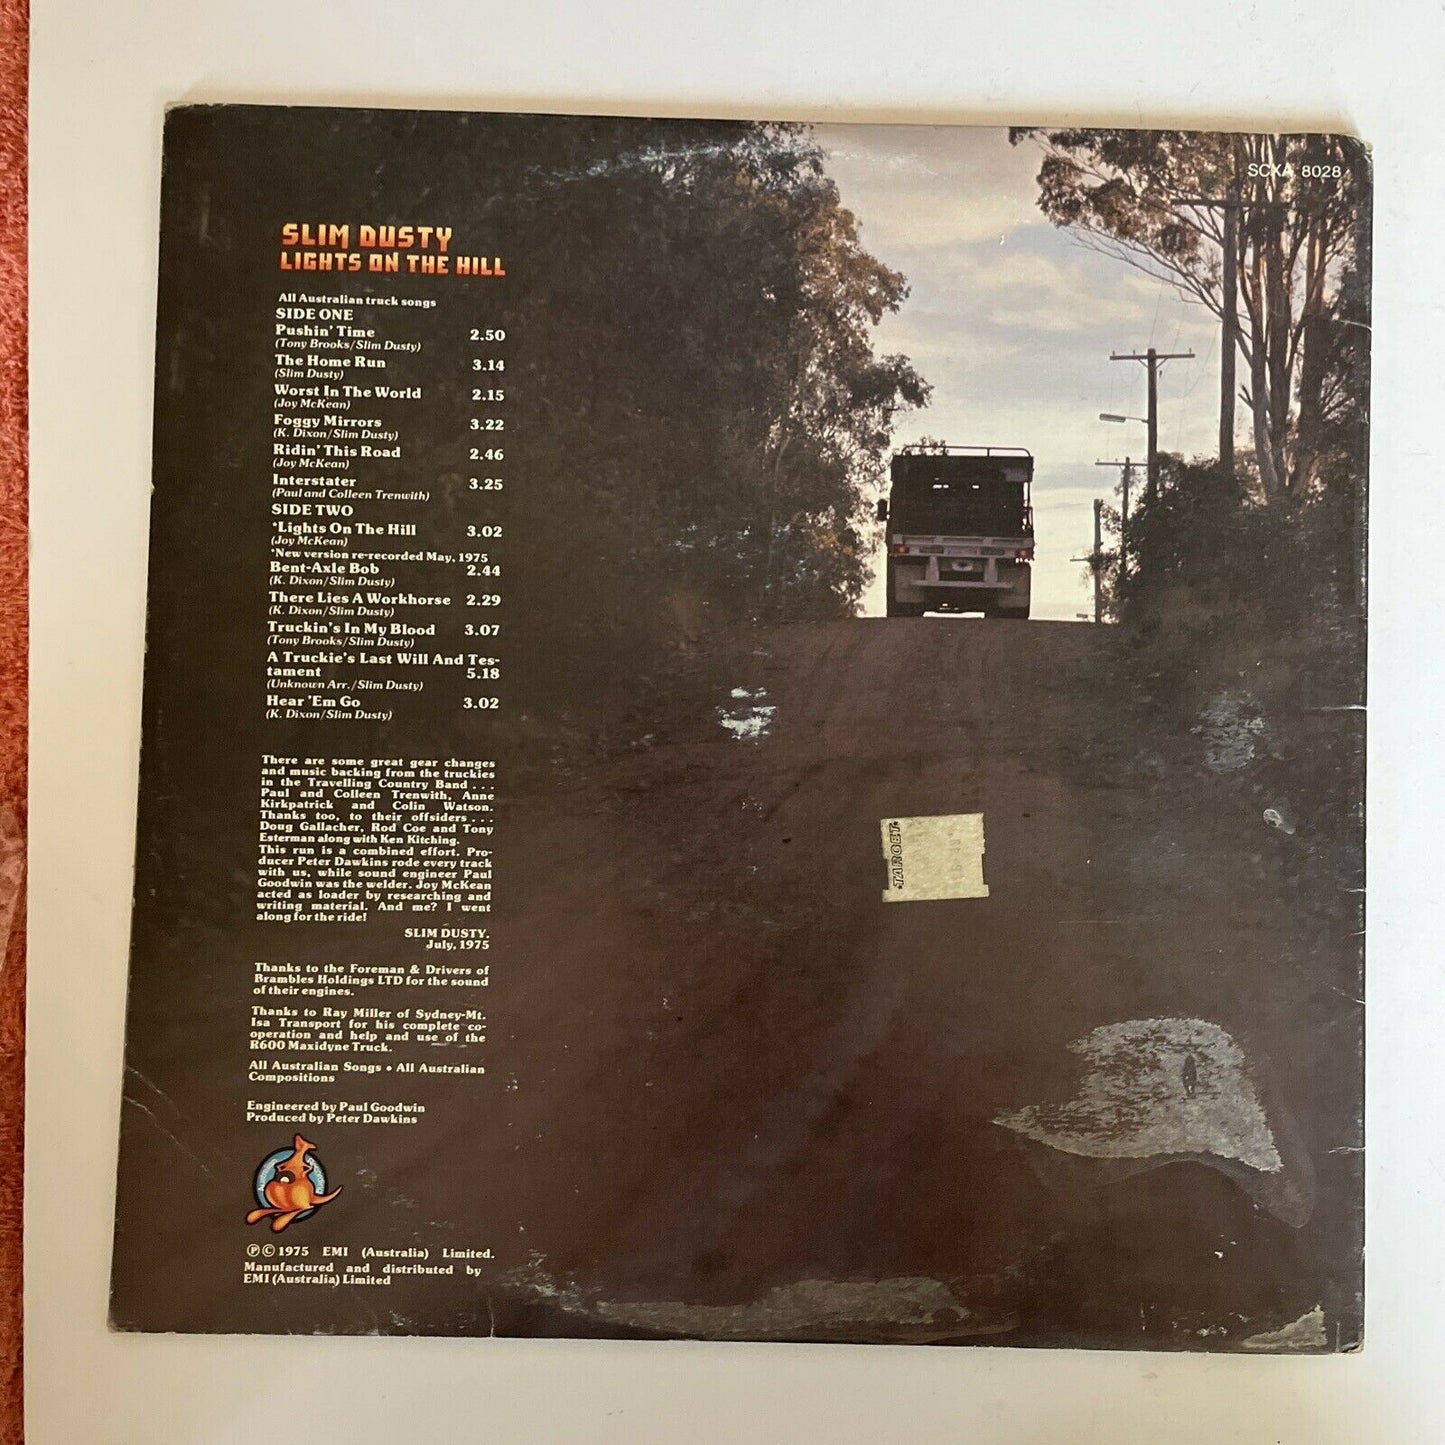 SCXA 8028
SLIM DUSTY
LIGHTS ON THE HILL
All Australian truck songs
SIDE ONE
Pushin' Time 2.50
(Tony Brooks/Slim Dusty)
The Home Run 3.14
(Slim Dusty)
Worst In The World 2.15
(Joy McKean)
Foggy Mirrors 3.22
(K. Dixon/Slim Dusty)
Ridin' This Road 2.46
(Joy McKean)
Interstater 3.25
(Paul and Colleen Trenwith)
SIDE TWO
*Lights On The Hill 3.02
(Joy McKean)
*New version re-recorded May, 1975
Bent-Axle Bob 2.44
(K. Dixon/Slim Dusty)
There Lies A Workhorse 2.29
(K. Dixon/Slim Dusty)
Truckin's In My Blood 3.07
(Tony Brooks/Slim Dusty)
A Truckie's Last Will And Tes-
tament 5.18
(Unknown Arr./Slim Dusty)
Hear 'Em Go 3.02
(K. Dixon/Slim Dusty)
There are some great gear changes
and music backing from the truckies
in the Travelling Country Band . . .
Paul and Colleen Trenwith, Anne
Kirkpatrick and Colin Watson.
Thanks too, to their offsiders . . .
Doug Gallacher, Rod Coe and Tony
Esterman along with Ken Kitching.
This run is a combined effort. Pro-
ducer Peter Dawkins rode every track
with us, while sound engineer Paul
Goodwin was the welder. Joy McKean
acted as loader by researching and
writing material. And me? I went
along for the ride!
SLIM DUSTY.
July, 1975
Thanks to the Foreman & Drivers of
Brambles Holdings LTD for the sound
of their engines.
Thanks to Ray Miller of Sydney-Mt.
Isa Transport for his complete co-
operation and help and use of the
R600 Maxidyne Truck.
All Australian Songs • All Australian
Compositions
Engineered by Paul Goodwin
Produced by Peter Dawkins
℗©1975 EMI (Australia) Limited.
Manufactured and distributed by
EMI (Australia) Limited
TARGET